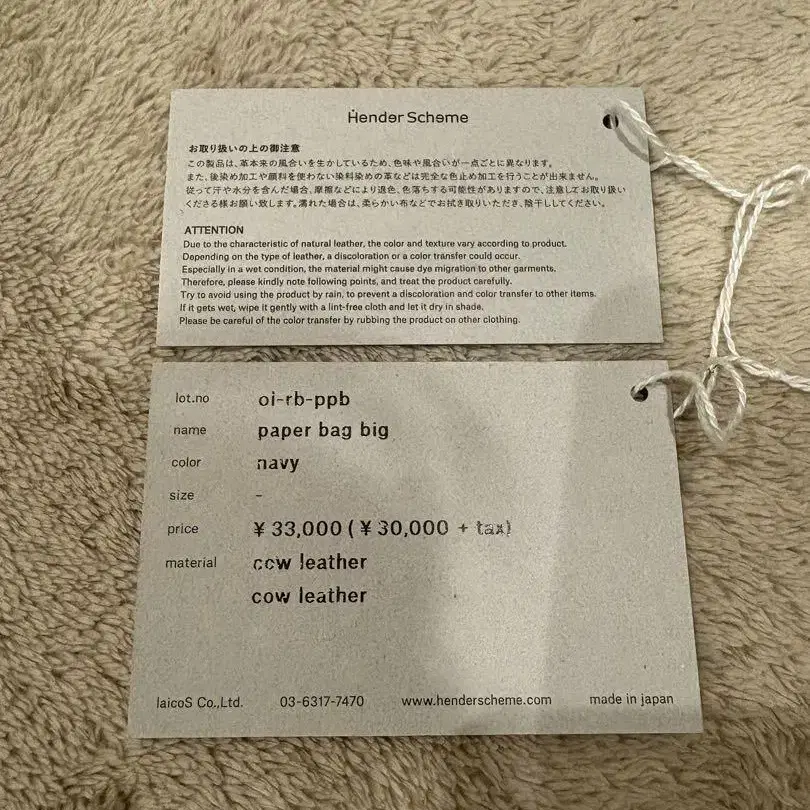 Hender Scheme
お取り扱いの上の御注意
この製品は、革本来の風合いを生かしているため、色味や風合いが一点ごとに異なります。
また、後染め加工や顔料を使わない染料染めの革などは完全な色止め加工を行うことが出来ません。
従って汗や水分を含んだ場合、摩擦などにより退色、色落ちする可能性がありますので、注意してお取り扱い
くださる様お願い致します。濡れた場合は、柔らかい布などでお拭き取りいただき、陰干ししてください。
ATTENTION
Due to the characteristic of natural leather, the color and texture vary according to product.
Depending on the type of leather, a discoloration or a color transfer could occur.
Especially in a wet condition, the material might cause dye migration to other garments.
Therefore, please kindly note following points, and treat the product carefully.
Try to avoid using the product by rain, to prevent a discoloration and color transfer to other items.
If it gets wet, wipe it gently with a lint-free cloth and let it dry in shade.
Please be careful of the color transfer by rubbing the product on other clothing.
lot.no oi-rb-ppb
name paper bag big
color navy
size -
price ¥33,000 (¥30,000 + tax)
material cow leather
cow leather
laicoS Co.,Ltd. 03-6317-7470 www.henderscheme.com made in japan